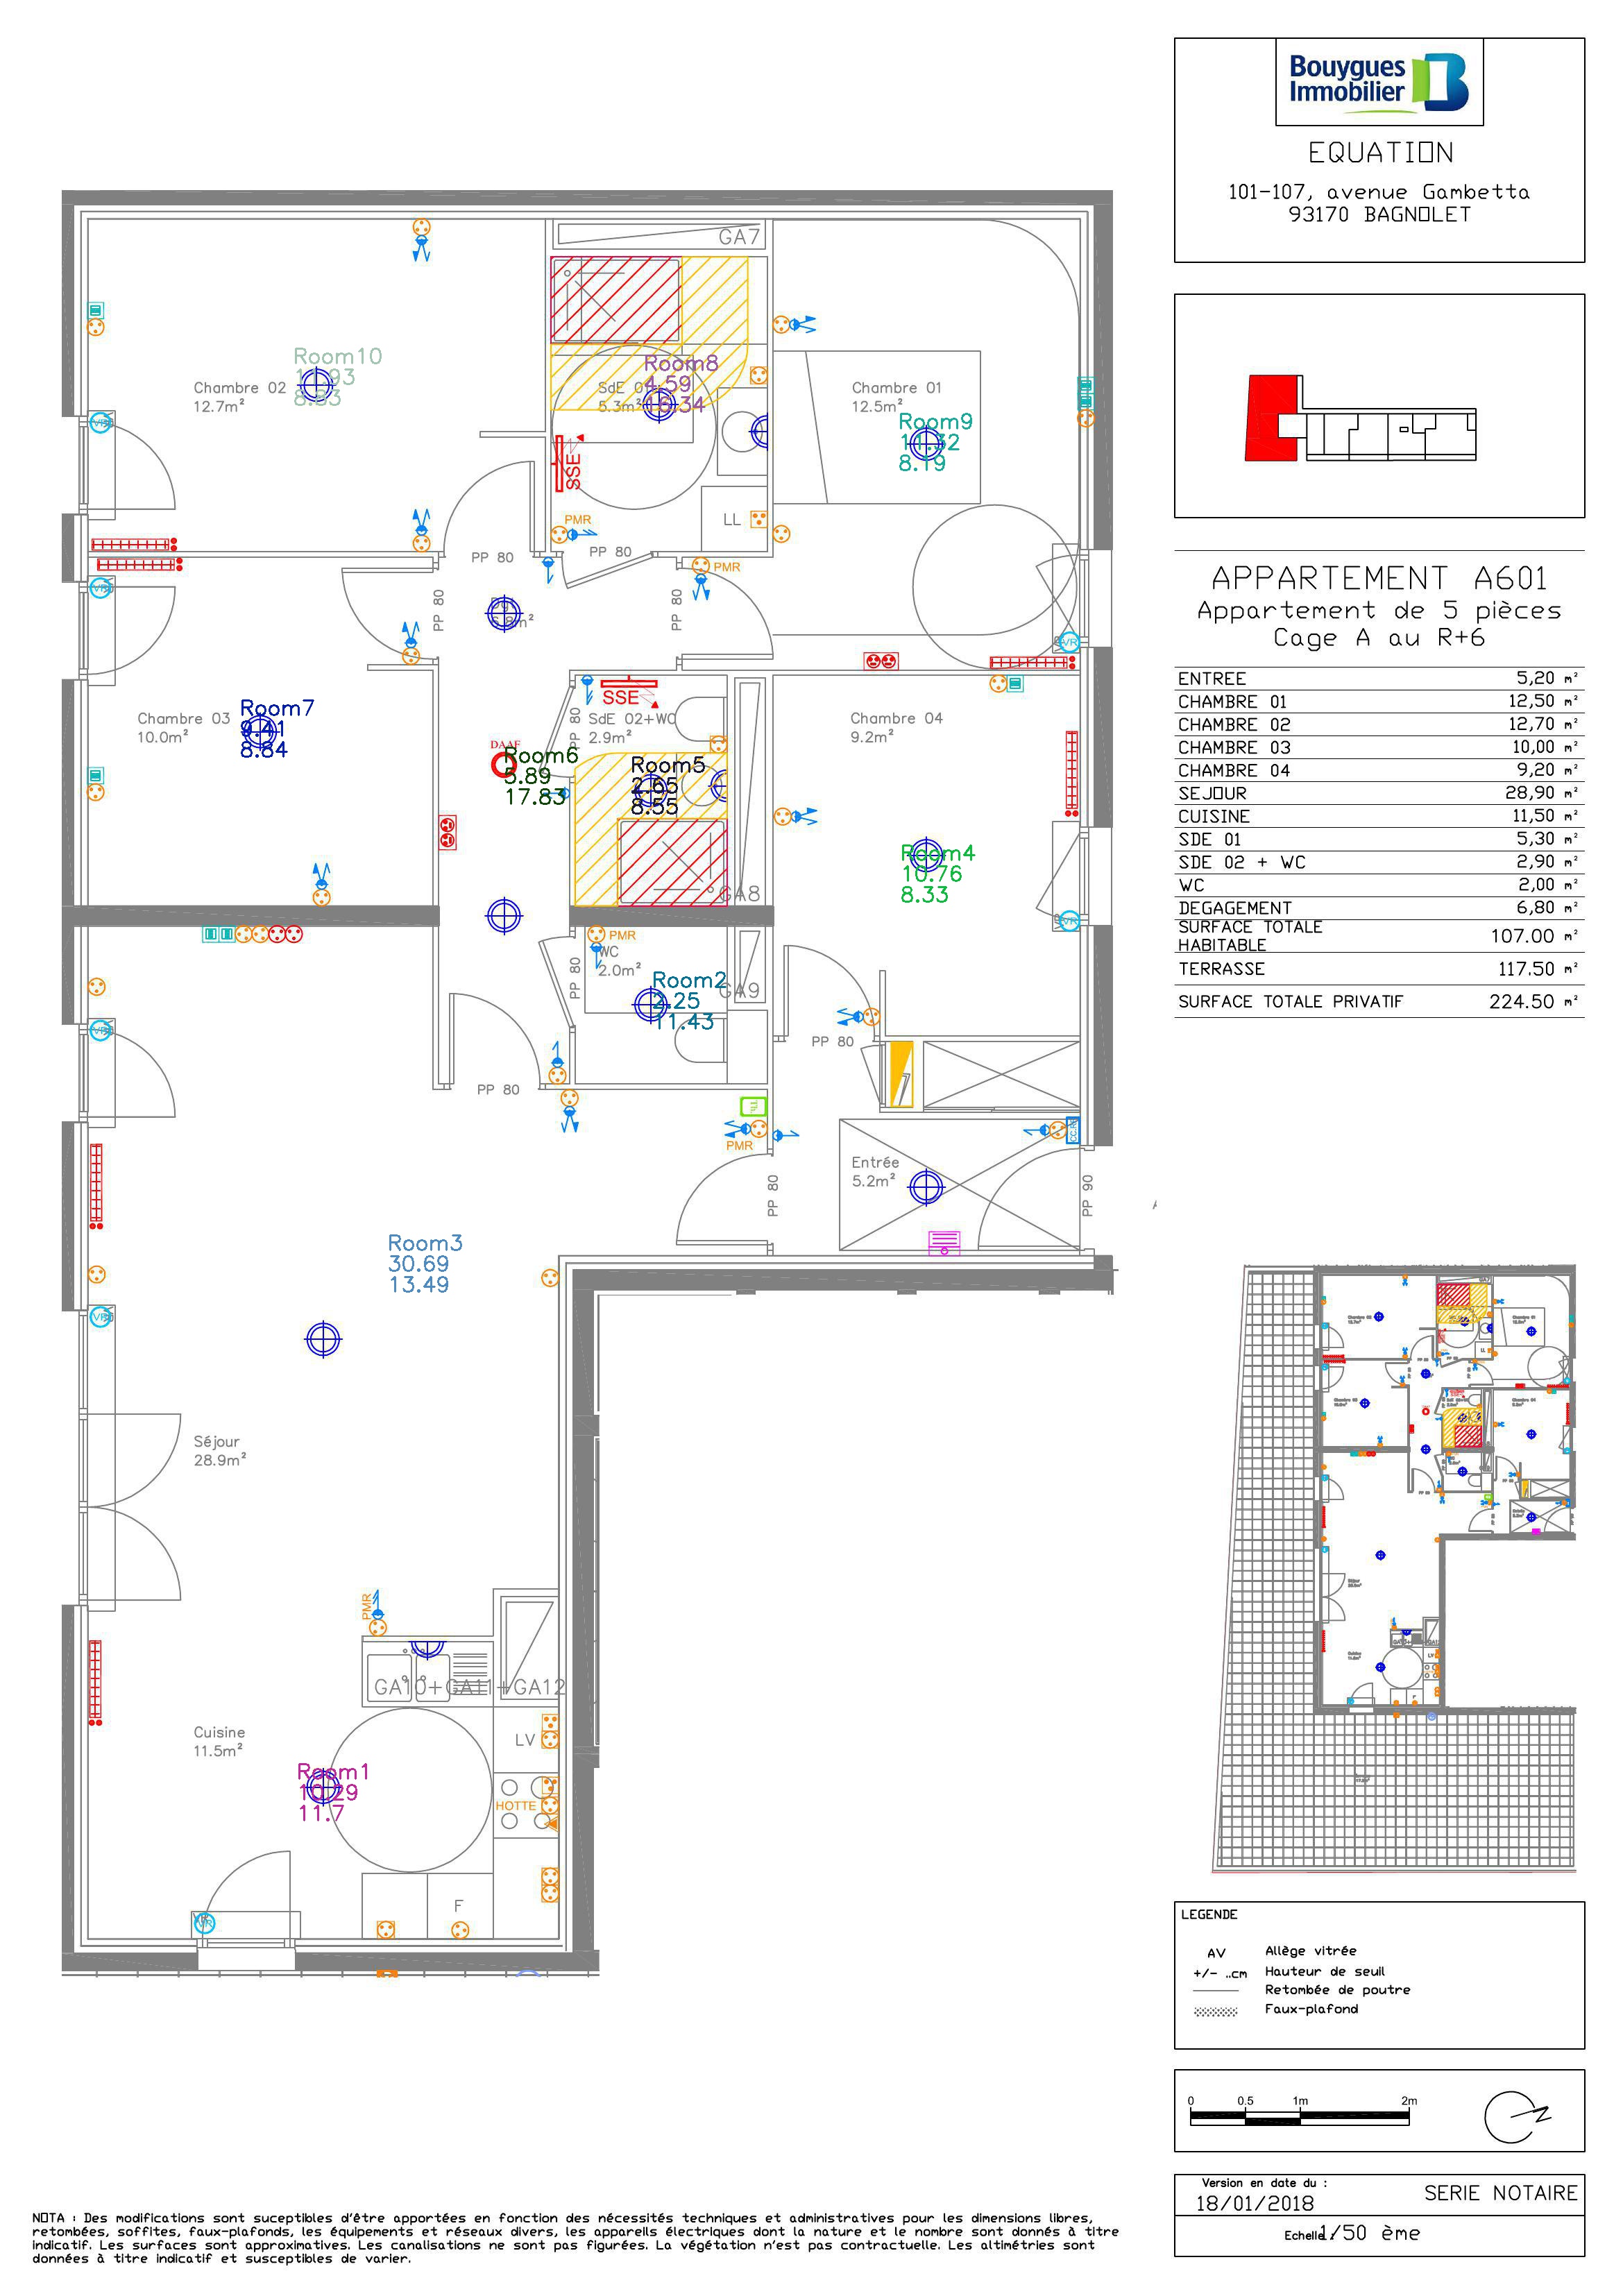 Bouygues
Immobilier
EQUATION
101-107, avenue Gambetta
93170 BAGNOLET
APPARTEMENT A601
Appartement de 5 pièces
Cage A au R+6
ENTREE 5,20 m²
CHAMBRE 01 12,50 m²
CHAMBRE 02 12,70 m²
CHAMBRE 03 10,00 m²
CHAMBRE 04 9,20 m²
SEJOUR 28,90 m²
CUISINE 11,50 m²
SDE 01 5,30 m²
SDE 02 + WC 2,90 m²
WC 2,00 m²
DEGAGEMENT 6,80 m²
SURFACE TOTALE
HABITABLE 107.00 m²
TERRASSE 117.50 m²
SURFACE TOTALE PRIVATIF 224.50 m²
GA7
Room10
8.83
Chambre 02
12.7m²
Room8
4.59
16.34
SdE
5.3m²
Chambre 01
12.5m²
Room9
11.32
8.19
SSE
PMR
LL
PP 80
PP 80
PMR
PP 80
PP 80
VR
SSE
Chambre 03
10.0m²
Room7
9.41
8.84
SdE 02+WC
2.9m²
PP 80
DAAF
Room6
5.89
17.83
Room5
2.65
8.55
Chambre 04
9.2m²
Room4
10.76
8.33
GA8
VR
PMR
WC
2.0m²
PP 80
Room2
2.25
11.43
GA9
PP 80
PP 80
PMR
Entrée
5.2m²
PP 80
PP 90
Room3
30.69
13.49
Séjour
28.9m²
PMR
GA10+GA11+GA12
Cuisine
11.5m²
LV
Room1
10.29
11.7
HOTTE
F
LEGENDE
AV Allège vitrée
+/- ..cm Hauteur de seuil
Retombée de poutre
Faux-plafond
0 0.5 1m 2m
Version en date du :
18/01/2018
SERIE NOTAIRE
Echelle : 1/50 ème
NOTA : Des modifications sont suceptibles d'être apportées en fonction des nécessités techniques et administratives pour les dimensions libres,
retombées, soffites, faux-plafonds, les équipements et réseaux divers, les appareils électriques dont la nature et le nombre sont donnés à titre
indicatif. Les surfaces sont approximatives. Les canalisations ne sont pas figurées. La végétation n'est pas contractuelle. Les altimétries sont
données à titre indicatif et susceptibles de varier.